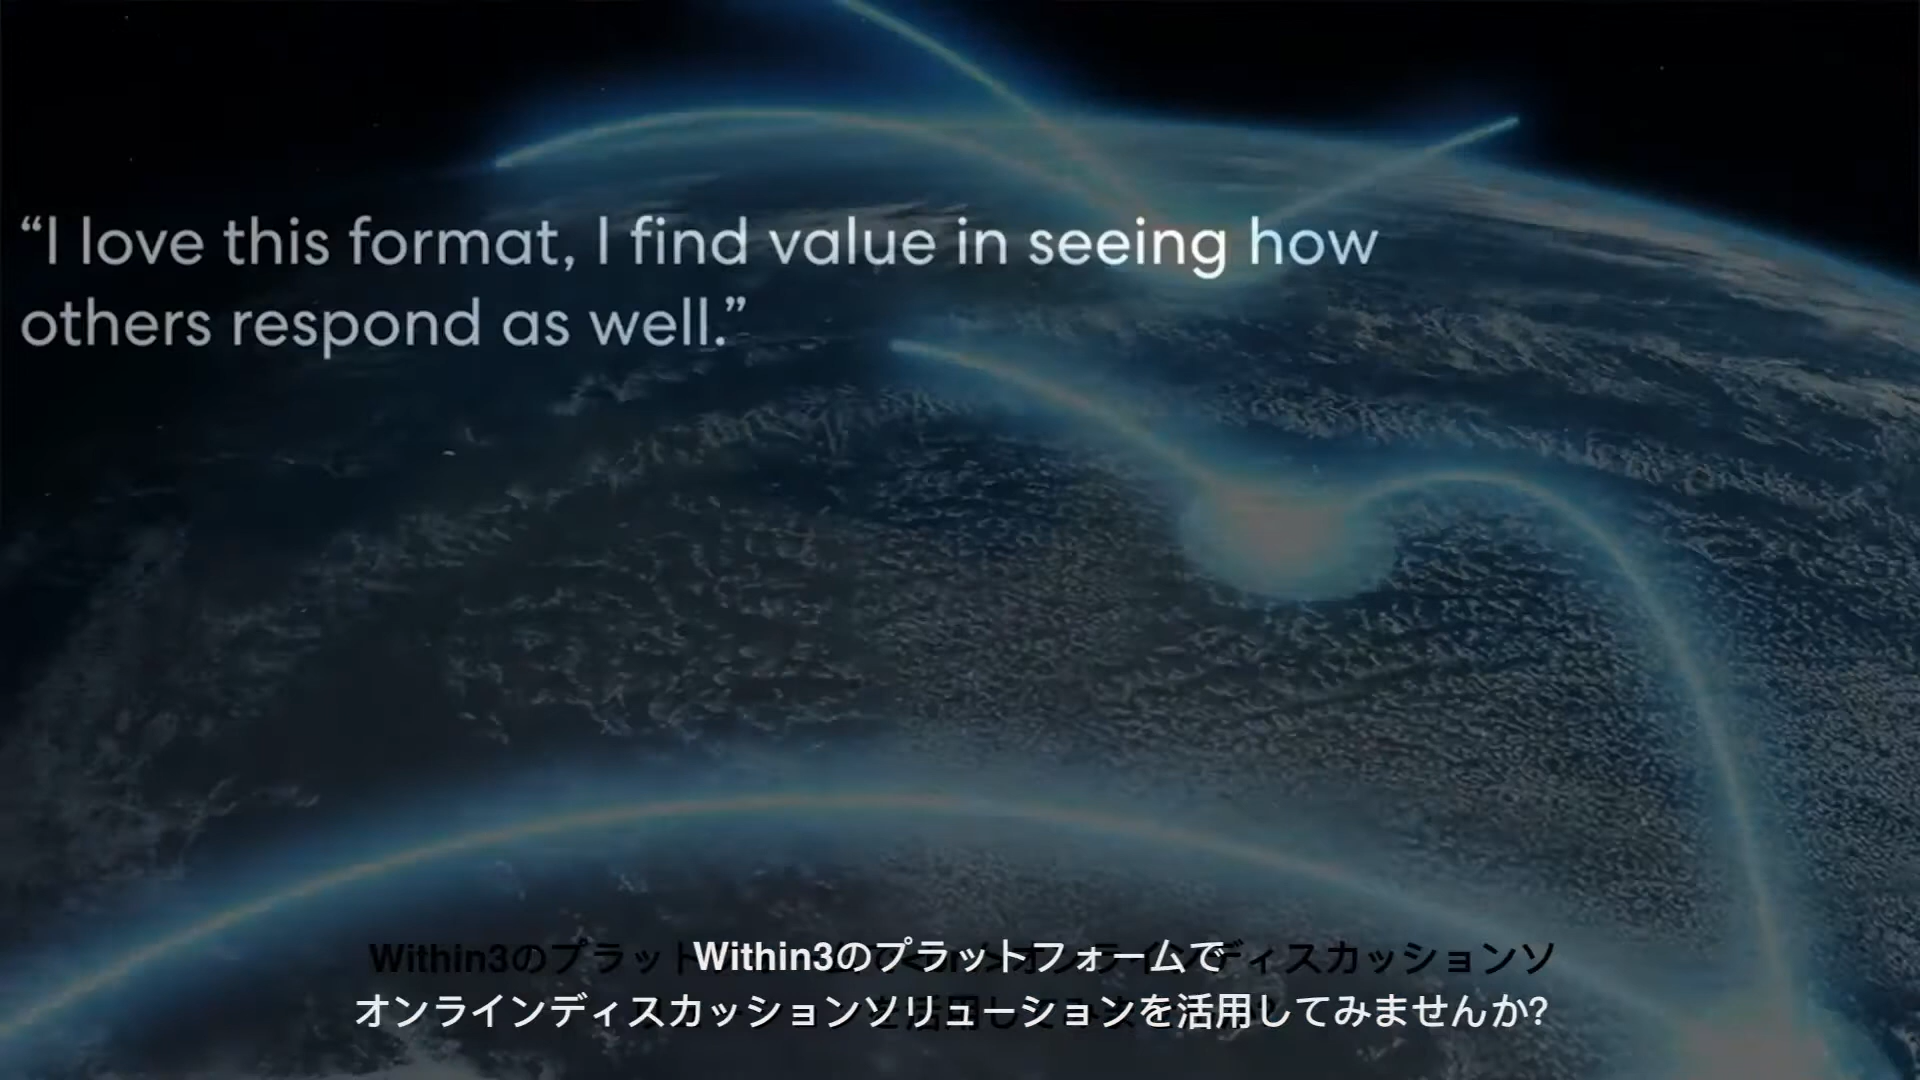 “I love this format, I find value in seeing how
others respond as well.”
Within3のプラットフォームで
オンラインディスカッションソリューションを活用してみませんか?